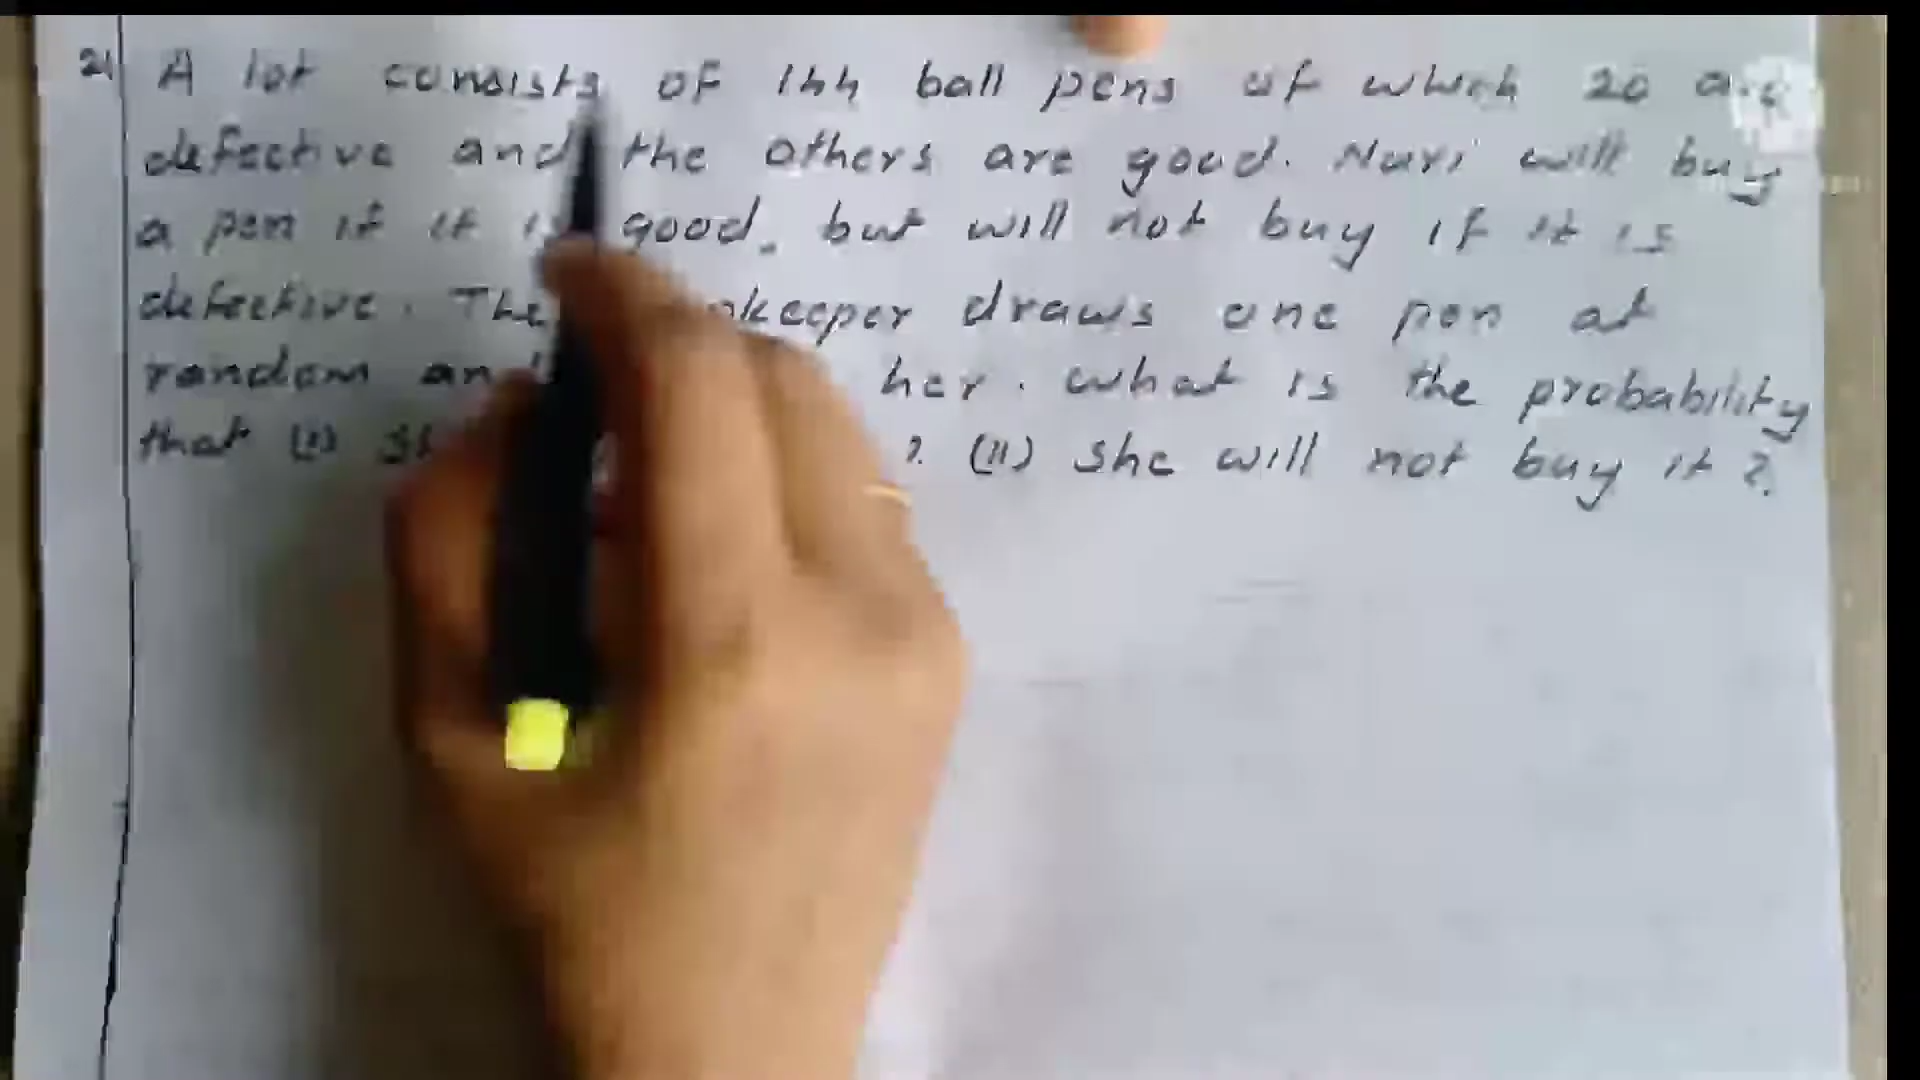 21 A lot consists of 144 ball pens of which 20 are
defective and the others are good. Nuri will buy
a pen if it is good, but will not buy if it is
defective. The draws one pen at
random her. What is the probability
that (i) ? (ii) she will not buy it ?